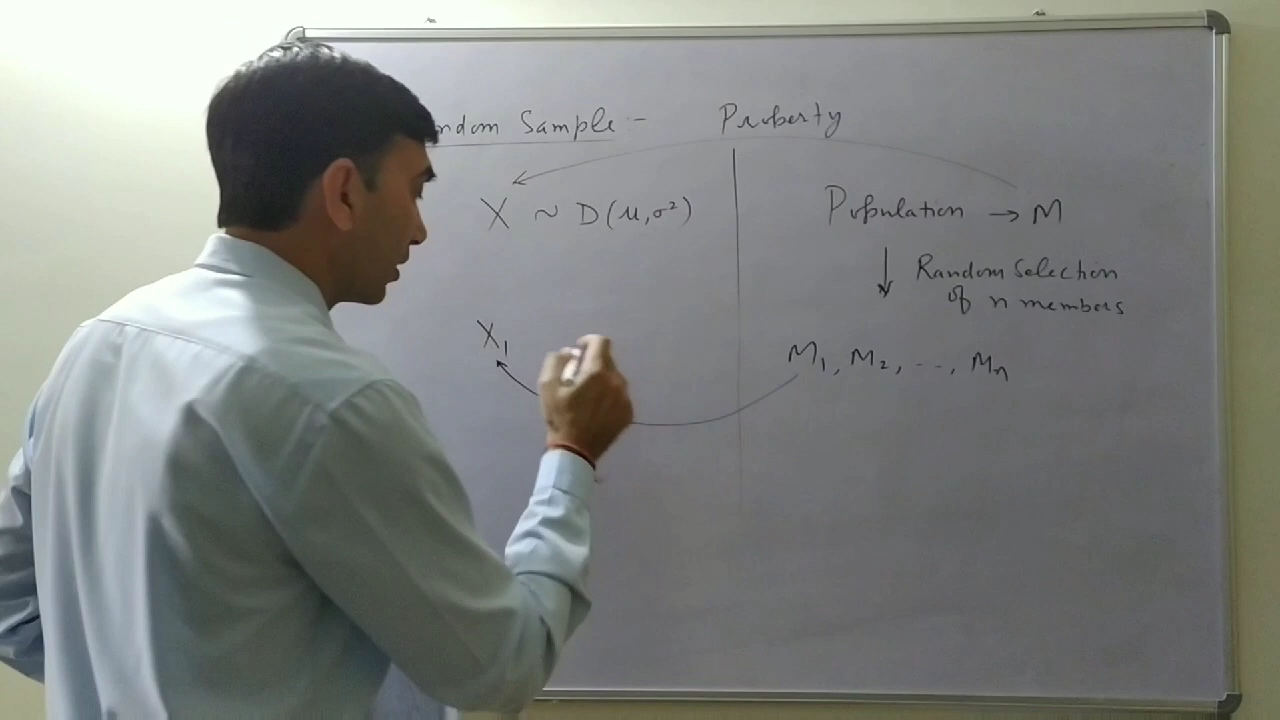 ndom Sample :- Property
X ~ D(μ,σ²)
Population → M
↓ Random Selection
of n members
X₁
M₁, M₂, ..., Mₙ